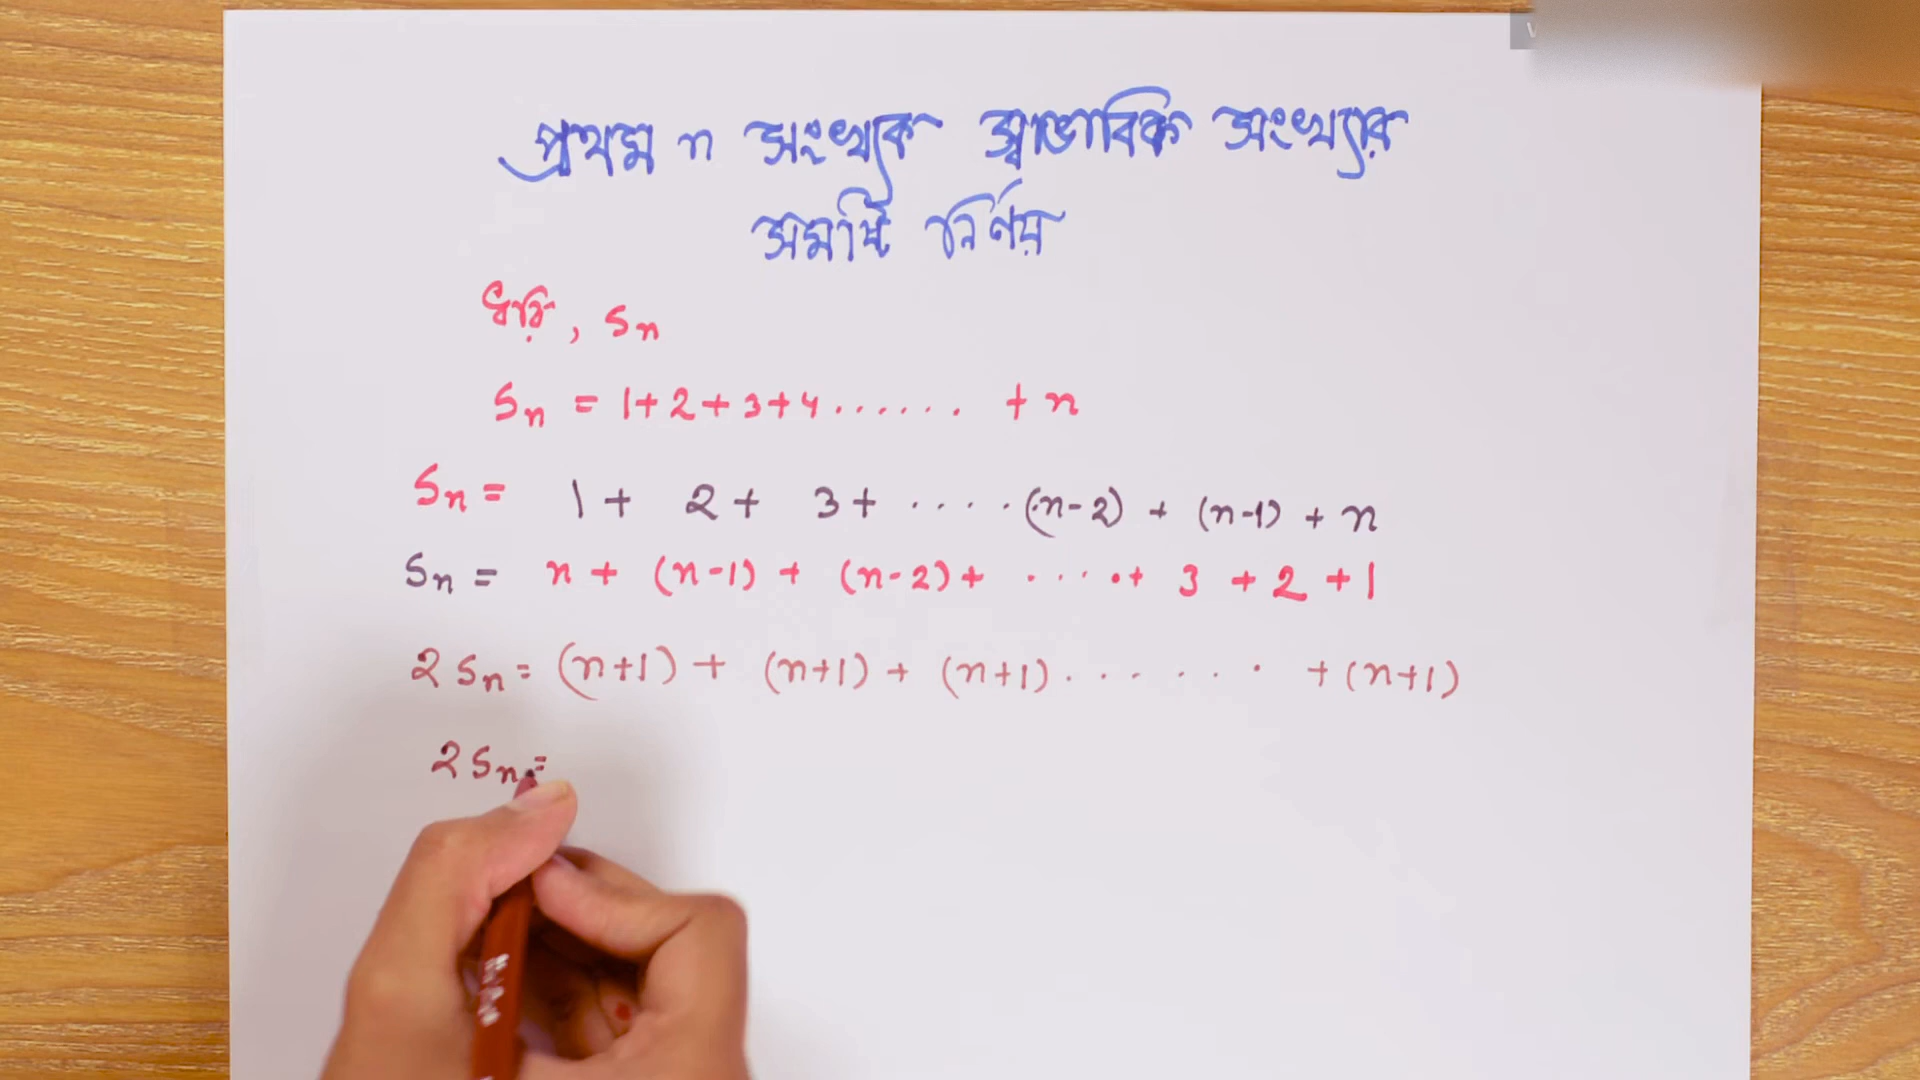 প্রথম n সংখ্যক স্বাভাবিক সংখ্যার
সমষ্টি নির্ণয়
ধরি, Sn
Sn = 1+2+3+4...... + n
Sn = 1+ 2+ 3+ ....(n-2) + (n-1) + n
Sn = n + (n-1) + (n-2)+ ....+ 3 +2 +1
2Sn = (n+1) + (n+1) + (n+1)...... . +(n+1)
2Sn =